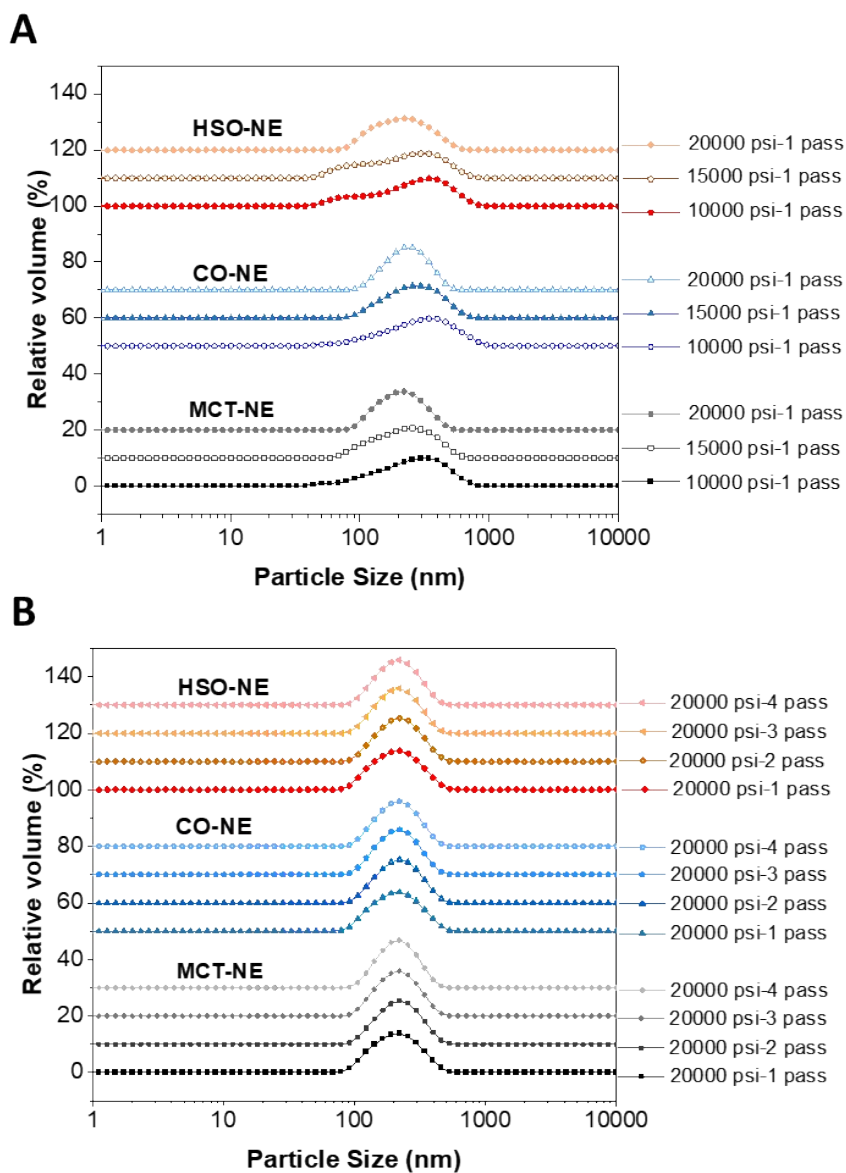 A
140
120
100
80
60
40
20
0
Relative volume (%)
HSO-NE
CO-NE
MCT-NE
20000 psi-1 pass
15000 psi-1 pass
10000 psi-1 pass
20000 psi-1 pass
15000 psi-1 pass
10000 psi-1 pass
20000 psi-1 pass
15000 psi-1 pass
10000 psi-1 pass
1 10 100 1000 10000
Particle Size (nm)
B
140
120
100
80
60
40
20
0
Relative volume (%)
HSO-NE
CO-NE
MCT-NE
20000 psi-4 pass
20000 psi-3 pass
20000 psi-2 pass
20000 psi-1 pass
20000 psi-4 pass
20000 psi-3 pass
20000 psi-2 pass
20000 psi-1 pass
20000 psi-4 pass
20000 psi-3 pass
20000 psi-2 pass
20000 psi-1 pass
1 10 100 1000 10000
Particle Size (nm)